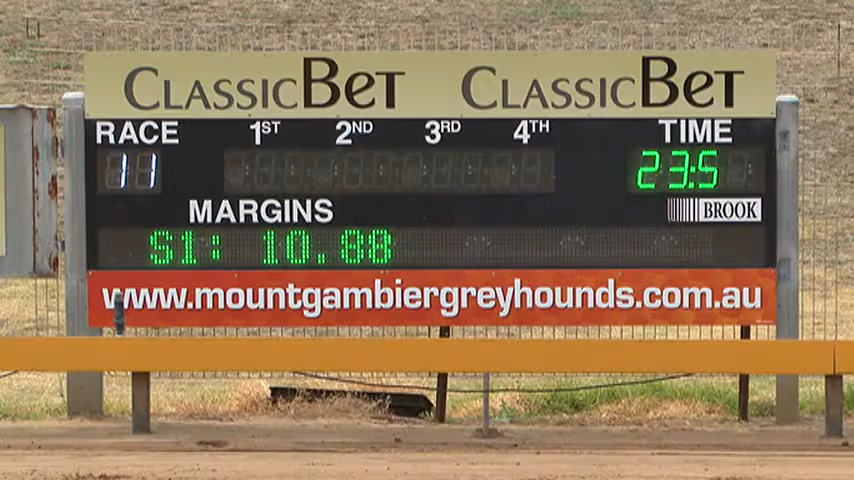 CLASSICBET CLASSICBET
RACE 1ST 2ND 3RD 4TH TIME
11 23:5
MARGINS BROOK
S1: 10.88
www.mountgambiergreyhounds.com.au